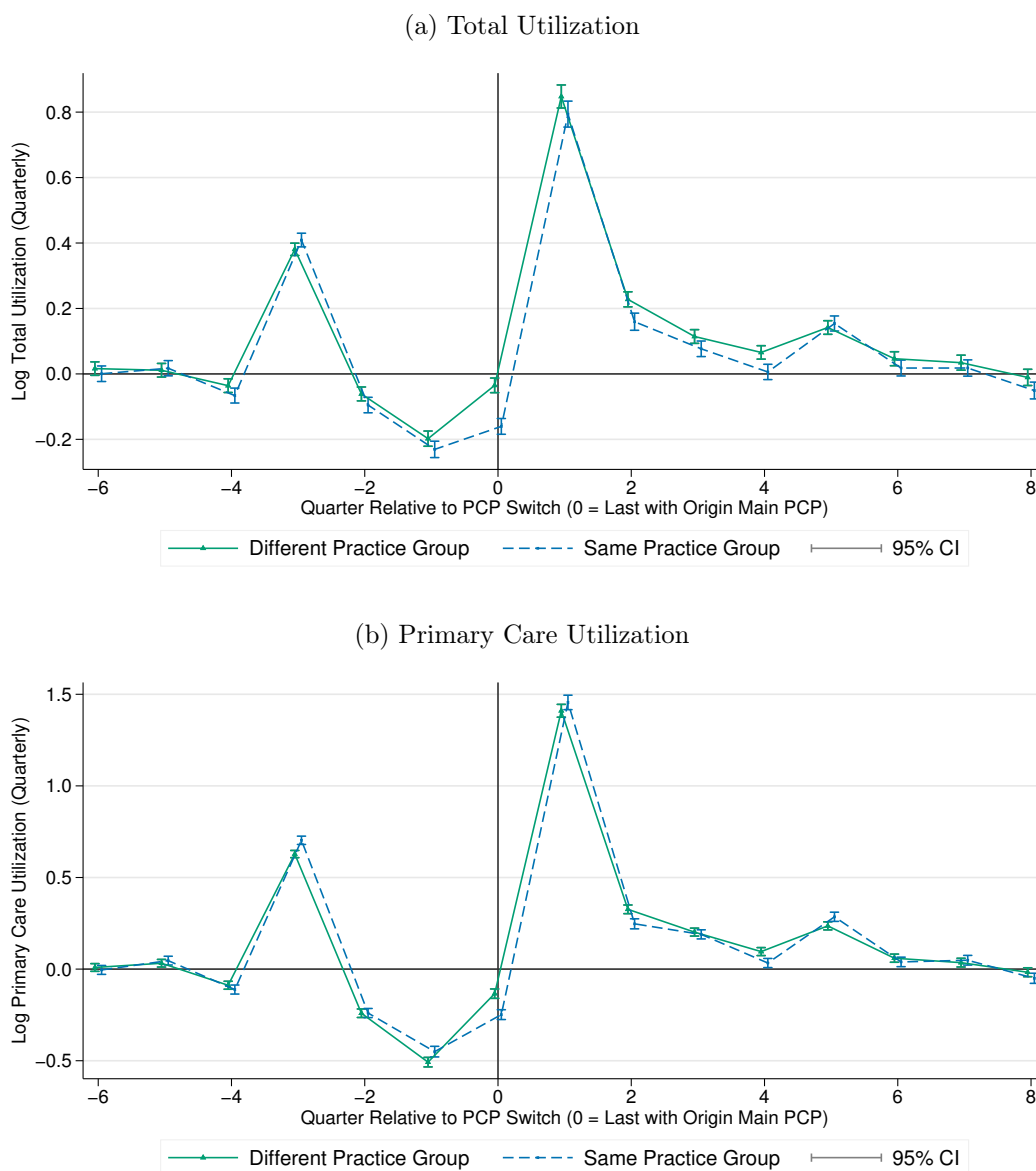 (a) Total Utilization
Log Total Utilization (Quarterly)
0.8
0.6
0.4
0.2
0.0
−0.2
−6 −4 −2 0 2 4 6 8
Quarter Relative to PCP Switch (0 = Last with Origin Main PCP)
Different Practice Group Same Practice Group 95% CI
(b) Primary Care Utilization
Log Primary Care Utilization (Quarterly)
1.5
1.0
0.5
0.0
−0.5
−6 −4 −2 0 2 4 6 8
Quarter Relative to PCP Switch (0 = Last with Origin Main PCP)
Different Practice Group Same Practice Group 95% CI